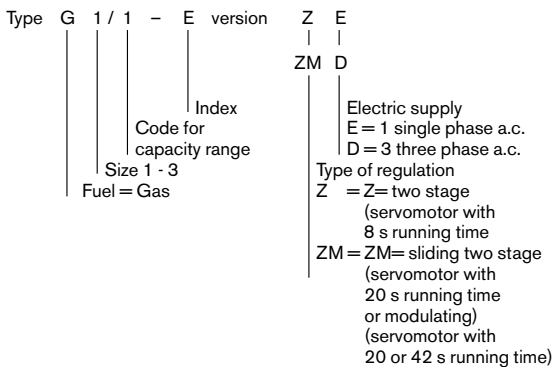 Type G 1 / 1 – E version Z E
ZM D
Index
Code for
capacity range
Size 1 - 3
Fuel = Gas
Electric supply
E = 1 single phase a.c.
D = 3 three phase a.c.
Type of regulation
Z = Z= two stage
(servomotor with
8 s running time
ZM = ZM= sliding two stage
(servomotor with
20 s running time
or modulating)
(servomotor with
20 or 42 s running time)